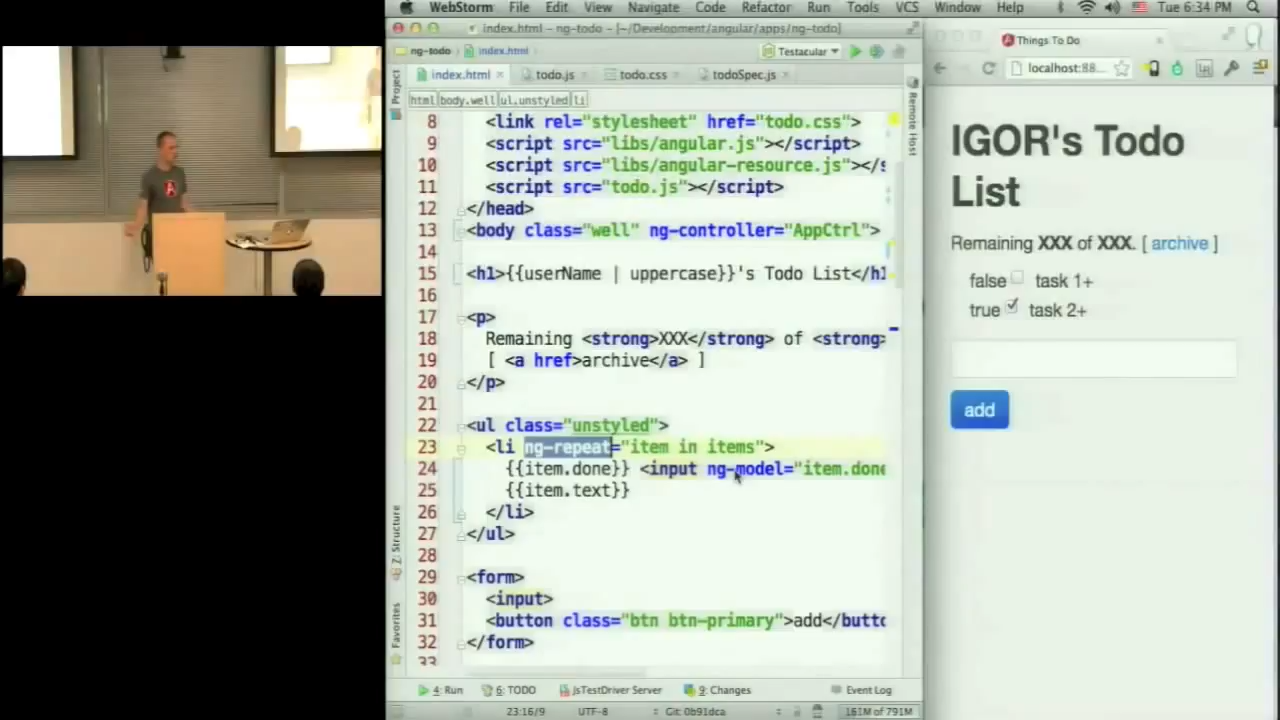 WebStorm File Edit View Navigate Code Refactor Run Tools VCS Window Help Tue 6:34 PM
index.html - ng-todo - [~/Development/angular/apps/ng-todo]
ng-todo index.html Testacular
index.html todo.js todo.css todoSpec.js
html body.well ul.unstyled li
Project
Remote Host
8 <link rel="stylesheet" href="todo.css">
9 <script src="libs/angular.js"></script>
10 <script src="libs/angular-resource.js"></s
11 <script src="todo.js"></script>
12 </head>
13 <body class="well" ng-controller="AppCtrl">
14
15 <h1>{{userName | uppercase}}'s Todo List</h1
16
17 <p>
18 Remaining <strong>XXX</strong> of <strong>
19 [ <a href>archive</a> ]
20 </p>
21
22 <ul class="unstyled">
23 <li ng-repeat="item in items">
24 {{item.done}} <input ng-model="item.done
25 {{item.text}}
26 </li>
27 </ul>
28
29 <form>
30 <input>
31 <button class="btn btn-primary">add</butto
32 </form>
33
Z: Structure
Favorites
4: Run 6: TODO JsTestDriver Server 9: Changes Event Log
23:16/9 UTF-8 Git: 0b91dca 161M of 791M
Things To Do
localhost:88...
IGOR's Todo
List
Remaining XXX of XXX. [ archive ]
false task 1+
true task 2+
add